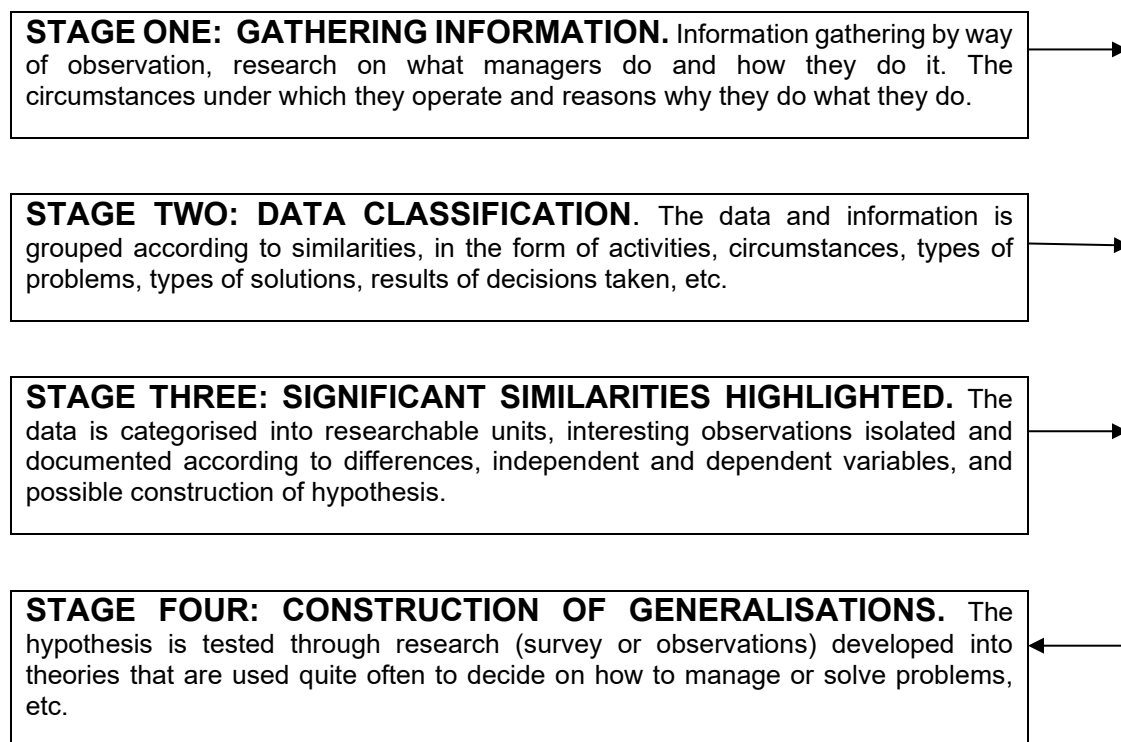 STAGE ONE: GATHERING INFORMATION. Information gathering by way
of observation, research on what managers do and how they do it. The
circumstances under which they operate and reasons why they do what they do.
STAGE TWO: DATA CLASSIFICATION. The data and information is
grouped according to similarities, in the form of activities, circumstances, types of
problems, types of solutions, results of decisions taken, etc.
STAGE THREE: SIGNIFICANT SIMILARITIES HIGHLIGHTED. The
data is categorised into researchable units, interesting observations isolated and
documented according to differences, independent and dependent variables, and
possible construction of hypothesis.
STAGE FOUR: CONSTRUCTION OF GENERALISATIONS. The
hypothesis is tested through research (survey or observations) developed into
theories that are used quite often to decide on how to manage or solve problems,
etc.